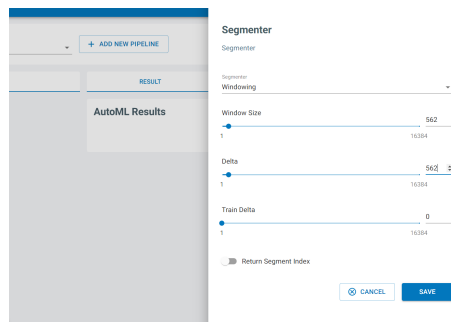 + ADD NEW PIPELINE
RESULT
AutoML Results
Segmenter
Segmenter
Segmenter
Windowing
Window Size
562
1 16384
Delta
562
1 16384
Train Delta
0
1 16384
Return Segment Index
CANCEL SAVE